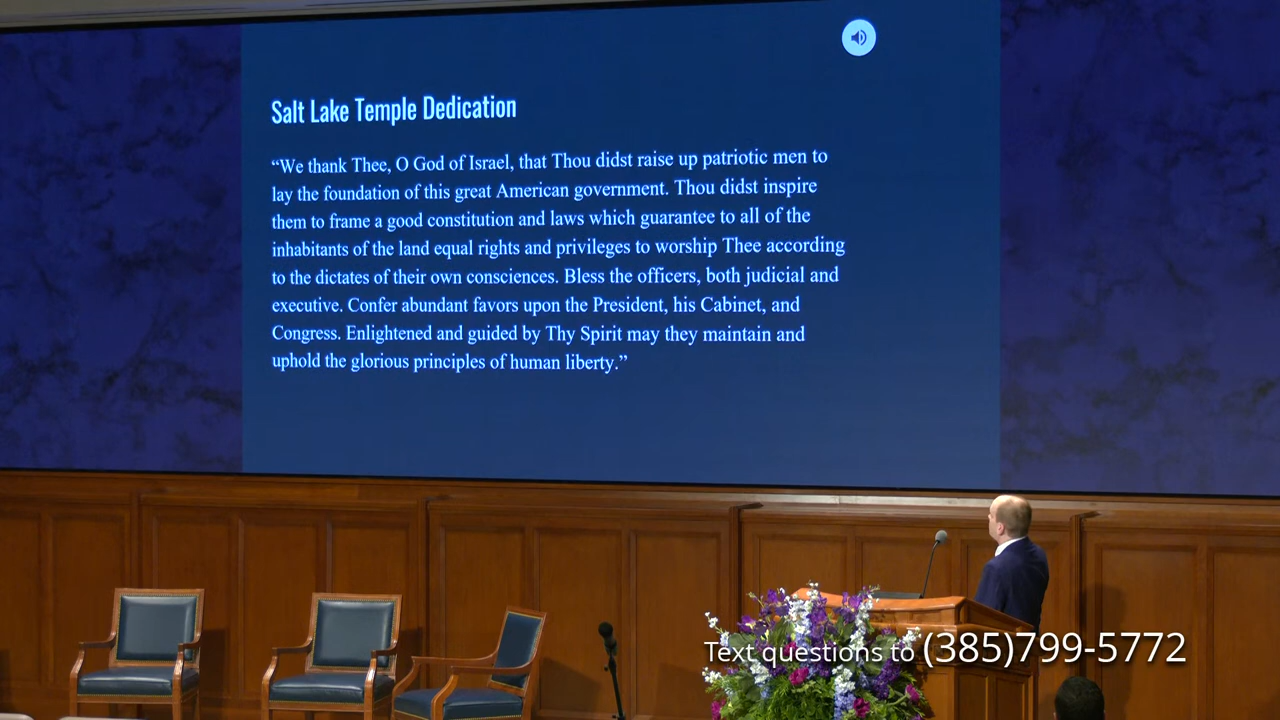 Salt Lake Temple Dedication
“We thank Thee, O God of Israel, that Thou didst raise up patriotic men to
lay the foundation of this great American government. Thou didst inspire
them to frame a good constitution and laws which guarantee to all of the
inhabitants of the land equal rights and privileges to worship Thee according
to the dictates of their own consciences. Bless the officers, both judicial and
executive. Confer abundant favors upon the President, his Cabinet, and
Congress. Enlightened and guided by Thy Spirit may they maintain and
uphold the glorious principles of human liberty.”
Text questions to (385)799-5772